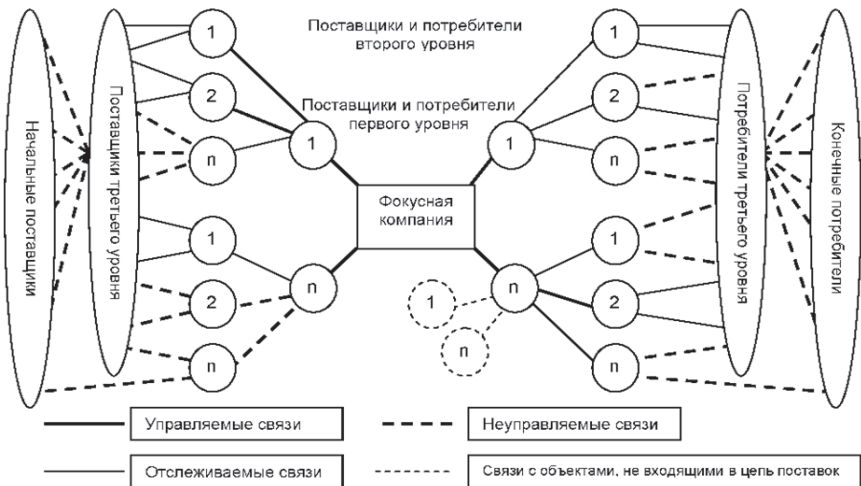 Поставщики и потребители
второго уровня
Поставщики и потребители
первого уровня
Начальные поставщики
Поставщики третьего уровня
1
2
n
1
2
n
1
n
Фокусная
компания
1
n
1
n
1
2
n
1
2
n
Потребители третьего уровня
Конечные потребители
Управляемые связи
Неуправляемые связи
Отслеживаемые связи
Связи с объектами, не входящими в цепь поставок